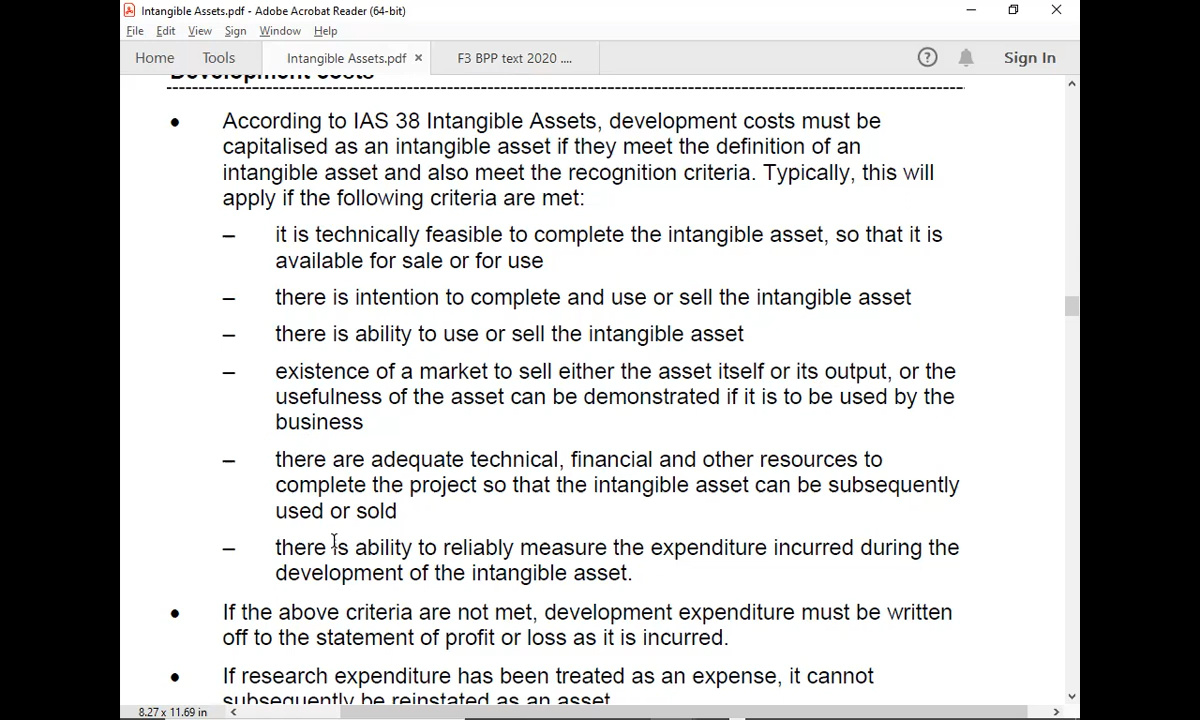 Intangible Assets.pdf - Adobe Acrobat Reader (64-bit)
File Edit View Sign Window Help
Home Tools Intangible Assets.pdf × F3 BPP text 2020 .... ? Sign In
Development costs
• According to IAS 38 Intangible Assets, development costs must be
capitalised as an intangible asset if they meet the definition of an
intangible asset and also meet the recognition criteria. Typically, this will
apply if the following criteria are met:
– it is technically feasible to complete the intangible asset, so that it is
available for sale or for use
– there is intention to complete and use or sell the intangible asset
– there is ability to use or sell the intangible asset
– existence of a market to sell either the asset itself or its output, or the
usefulness of the asset can be demonstrated if it is to be used by the
business
– there are adequate technical, financial and other resources to
complete the project so that the intangible asset can be subsequently
used or sold
– there is ability to reliably measure the expenditure incurred during the
development of the intangible asset.
• If the above criteria are not met, development expenditure must be written
off to the statement of profit or loss as it is incurred.
• If research expenditure has been treated as an expense, it cannot
subsequently be reinstated as an asset.
8.27 x 11.69 in